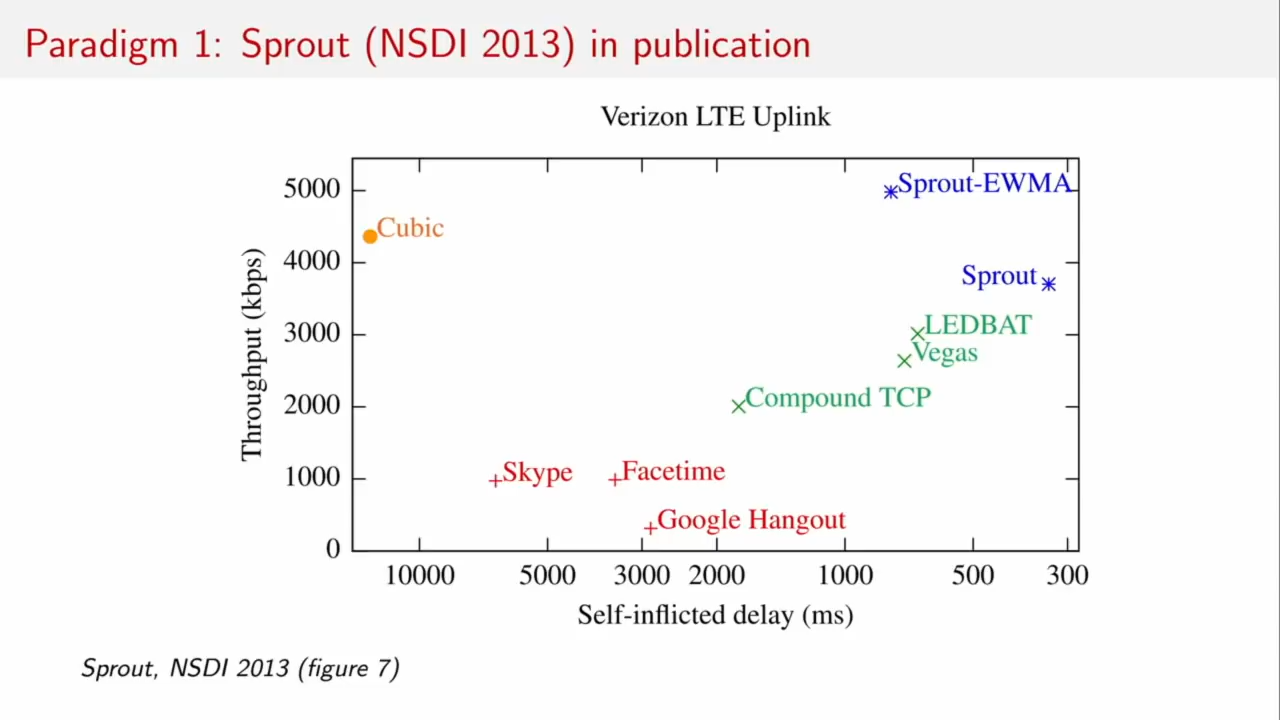 Paradigm 1: Sprout (NSDI 2013) in publication
Verizon LTE Uplink
Throughput (kbps)
5000
4000
3000
2000
1000
0
Sprout-EWMA
Cubic
Sprout
LEDBAT
Vegas
Compound TCP
Skype
Facetime
Google Hangout
10000 5000 3000 2000 1000 500 300
Self-inflicted delay (ms)
Sprout, NSDI 2013 (figure 7)